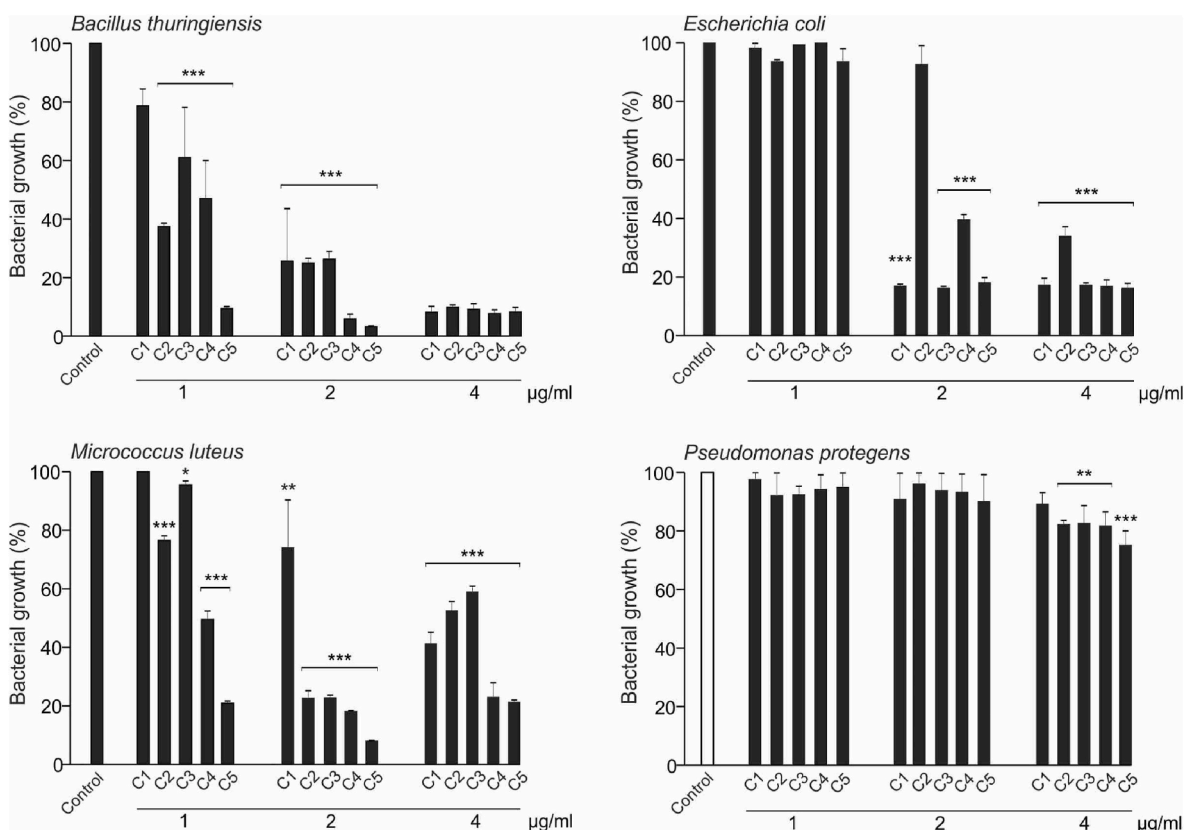 Bacillus thuringiensis
Bacterial growth (%)
100
80
60
40
20
0
***
***
Control
C1 C2 C3 C4 C5
C1 C2 C3 C4 C5
C1 C2 C3 C4 C5
1 2 4 µg/ml
Escherichia coli
Bacterial growth (%)
100
80
60
40
20
0
***
***
***
Control
C1 C2 C3 C4 C5
C1 C2 C3 C4 C5
C1 C2 C3 C4 C5
1 2 4 µg/ml
Micrococcus luteus
Bacterial growth (%)
100
80
60
40
20
0
***
*
***
**
***
***
Control
C1 C2 C3 C4 C5
C1 C2 C3 C4 C5
C1 C2 C3 C4 C5
1 2 4 µg/ml
Pseudomonas protegens
Bacterial growth (%)
100
80
60
40
20
0
**
***
Control
C1 C2 C3 C4 C5
C1 C2 C3 C4 C5
C1 C2 C3 C4 C5
1 2 4 µg/ml